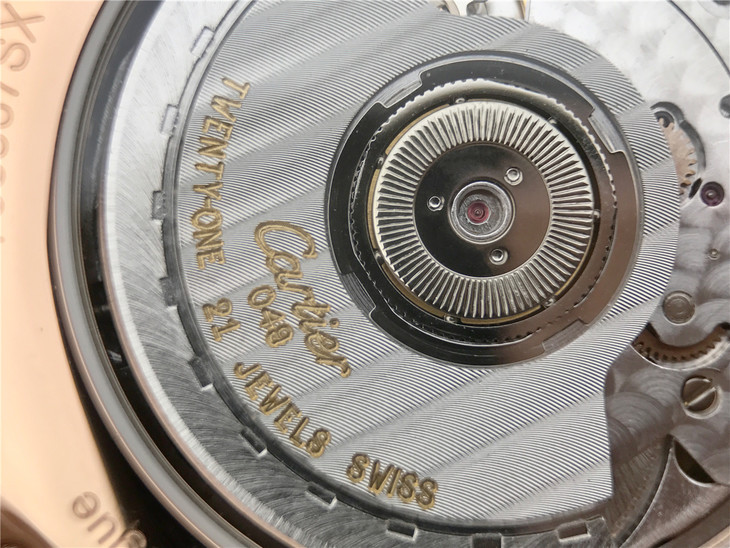 TWENTY-ONE 21 JEWELS SWISS
Cartier
049